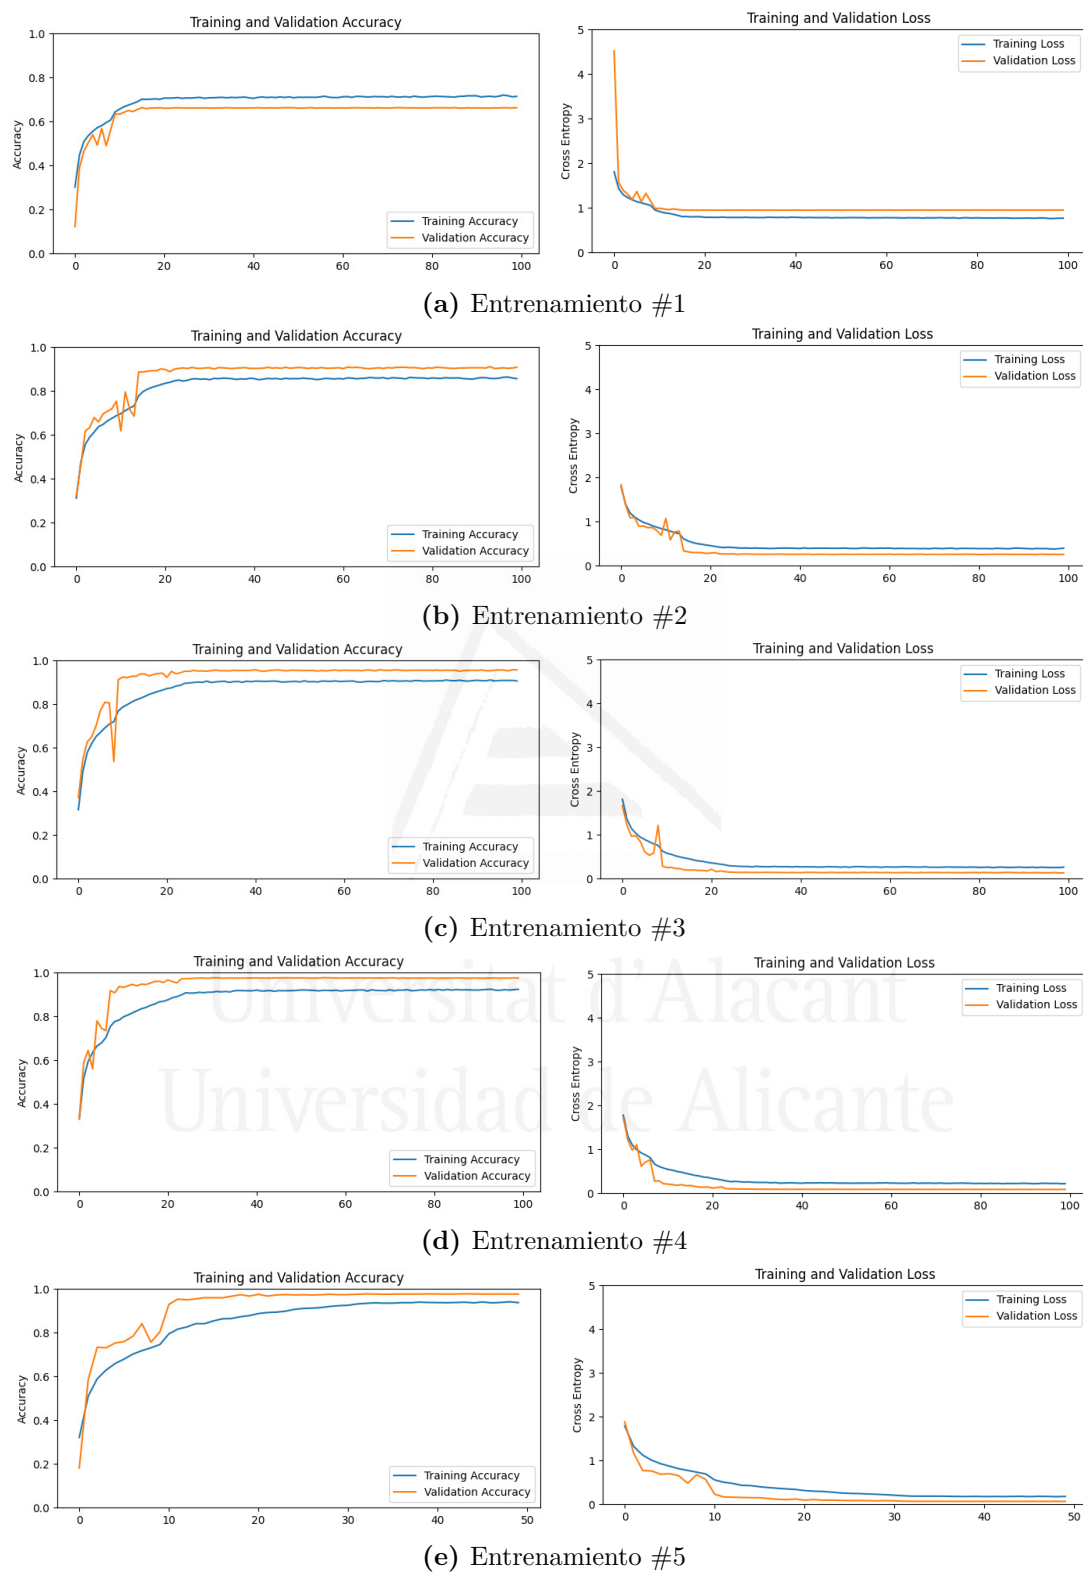 Training and Validation Accuracy
1.0
0.8
0.6
0.4
0.2
0.0
Accuracy
Training Accuracy
Validation Accuracy
0 20 40 60 80 100
Training and Validation Loss
5
4
3
2
1
0
Cross Entropy
Training Loss
Validation Loss
0 20 40 60 80 100
(a) Entrenamiento #1
Training and Validation Accuracy
1.0
0.8
0.6
0.4
0.2
0.0
Accuracy
Training Accuracy
Validation Accuracy
0 20 40 60 80 100
Training and Validation Loss
5
4
3
2
1
0
Cross Entropy
Training Loss
Validation Loss
0 20 40 60 80 100
(b) Entrenamiento #2
Training and Validation Accuracy
1.0
0.8
0.6
0.4
0.2
0.0
Accuracy
Training Accuracy
Validation Accuracy
0 20 40 60 80 100
Training and Validation Loss
5
4
3
2
1
0
Cross Entropy
Training Loss
Validation Loss
0 20 40 60 80 100
(c) Entrenamiento #3
Training and Validation Accuracy
1.0
0.8
0.6
0.4
0.2
0.0
Accuracy
Training Accuracy
Validation Accuracy
0 20 40 60 80 100
Training and Validation Loss
5
4
3
2
1
0
Cross Entropy
Training Loss
Validation Loss
0 20 40 60 80 100
Universitat d'Alacant
Universidad de Alicante
(d) Entrenamiento #4
Training and Validation Accuracy
1.0
0.8
0.6
0.4
0.2
0.0
Accuracy
Training Accuracy
Validation Accuracy
0 10 20 30 40 50
Training and Validation Loss
5
4
3
2
1
0
Cross Entropy
Training Loss
Validation Loss
0 10 20 30 40 50
(e) Entrenamiento #5